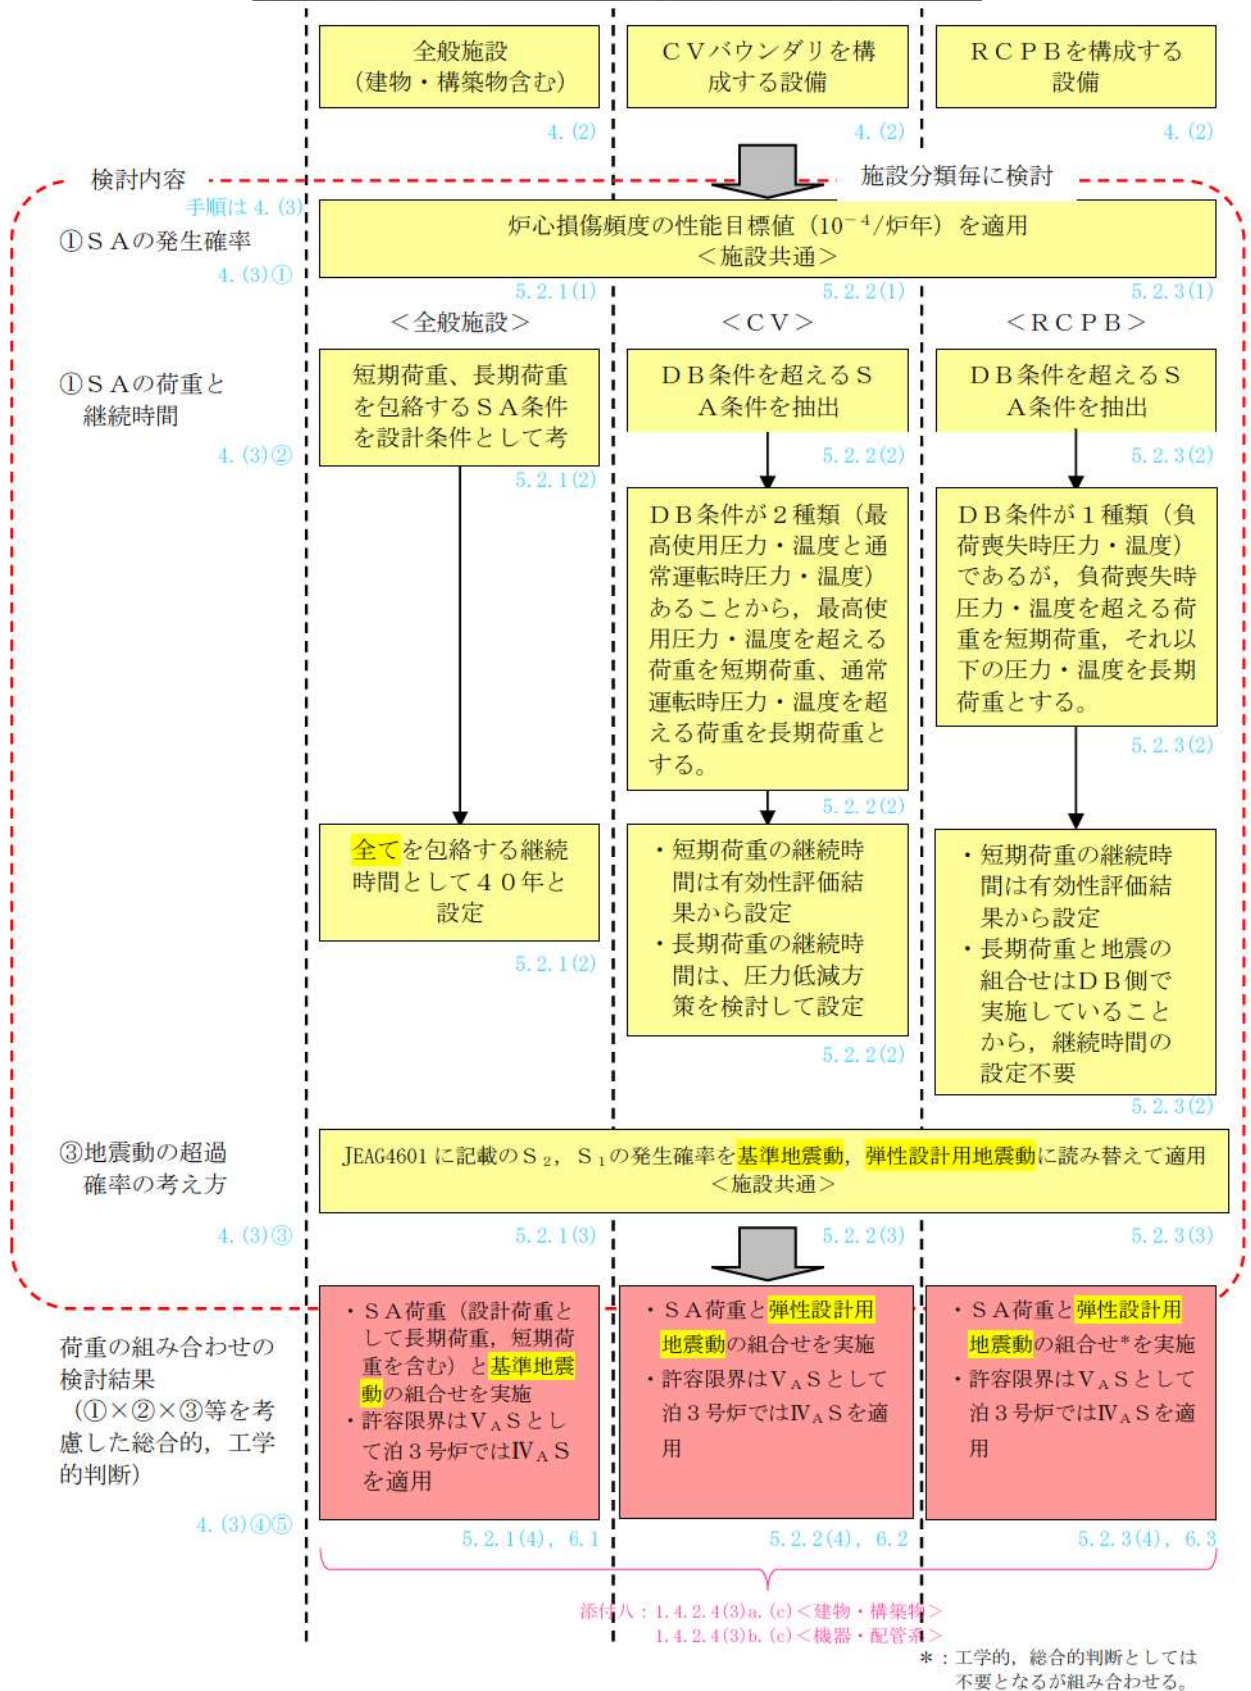 全般施設
（建物・構築物含む）
ＣＶバウンダリを構
成する設備
ＲＣＰＢを構成する
設備
4. (2)
4. (2)
4. (2)
検討内容
施設分類毎に検討
手順は 4. (3)
①ＳＡの発生確率
4. (3)①
炉心損傷頻度の性能目標値（10⁻⁴/炉年）を適用
＜施設共通＞
5. 2. 1(1)
5. 2. 2(1)
5. 2. 3(1)
＜全般施設＞
＜ＣＶ＞
＜ＲＣＰＢ＞
①ＳＡの荷重と
継続時間
4. (3)②
短期荷重、長期荷重
を包絡するＳＡ条件
を設計条件として考
5. 2. 1(2)
ＤＢ条件を超えるＳ
Ａ条件を抽出
5. 2. 2(2)
ＤＢ条件を超えるＳ
Ａ条件を抽出
5. 2. 3(2)
ＤＢ条件が２種類（最
高使用圧力・温度と通
常運転時圧力・温度）
あることから，最高使
用圧力・温度を超える
荷重を短期荷重、通常
運転時圧力・温度を超
える荷重を長期荷重と
する。
5. 2. 2(2)
ＤＢ条件が１種類（負
荷喪失時圧力・温度）
であるが，負荷喪失時
圧力・温度を超える荷
重を短期荷重，それ以
下の圧力・温度を長期
荷重とする。
5. 2. 3(2)
全てを包絡する継続
時間として４０年と
設定
5. 2. 1(2)
・短期荷重の継続時
間は有効性評価結
果から設定
・長期荷重の継続時
間は、圧力低減方
策を検討して設定
5. 2. 2(2)
・短期荷重の継続時
間は有効性評価結
果から設定
・長期荷重と地震の
組合せはＤＢ側で
実施していること
から，継続時間の
設定不要
5. 2. 3(2)
③地震動の超過
確率の考え方
4. (3)③
JEAG4601 に記載のＳ₂，Ｓ₁の発生確率を基準地震動，弾性設計用地震動に読み替えて適用
＜施設共通＞
5. 2. 1(3)
5. 2. 2(3)
5. 2. 3(3)
荷重の組み合わせの
検討結果
（①×②×③等を考
慮した総合的，工学
的判断）
4. (3)④⑤
・ＳＡ荷重（設計荷重と
して長期荷重，短期荷
重を含む）と基準地震
動の組合せを実施
・許容限界はⅤ_AＳとし
て泊３号炉ではⅣ_AＳ
を適用
5. 2. 1(4), 6.1
・ＳＡ荷重と弾性設計用
地震動の組合せを実施
・許容限界はⅤ_AＳとして
泊３号炉ではⅣ_AＳを適
用
5. 2. 2(4), 6.2
・ＳＡ荷重と弾性設計用
地震動の組合せ*を実施
・許容限界はⅤ_AＳとして
泊３号炉ではⅣ_AＳを適
用
5. 2. 3(4), 6.3
添付八：1. 4. 2. 4(3)a. (c)＜建物・構築物＞
1. 4. 2. 4(3)b. (c)＜機器・配管系＞
＊：工学的，総合的判断としては
不要となるが組み合わせる。